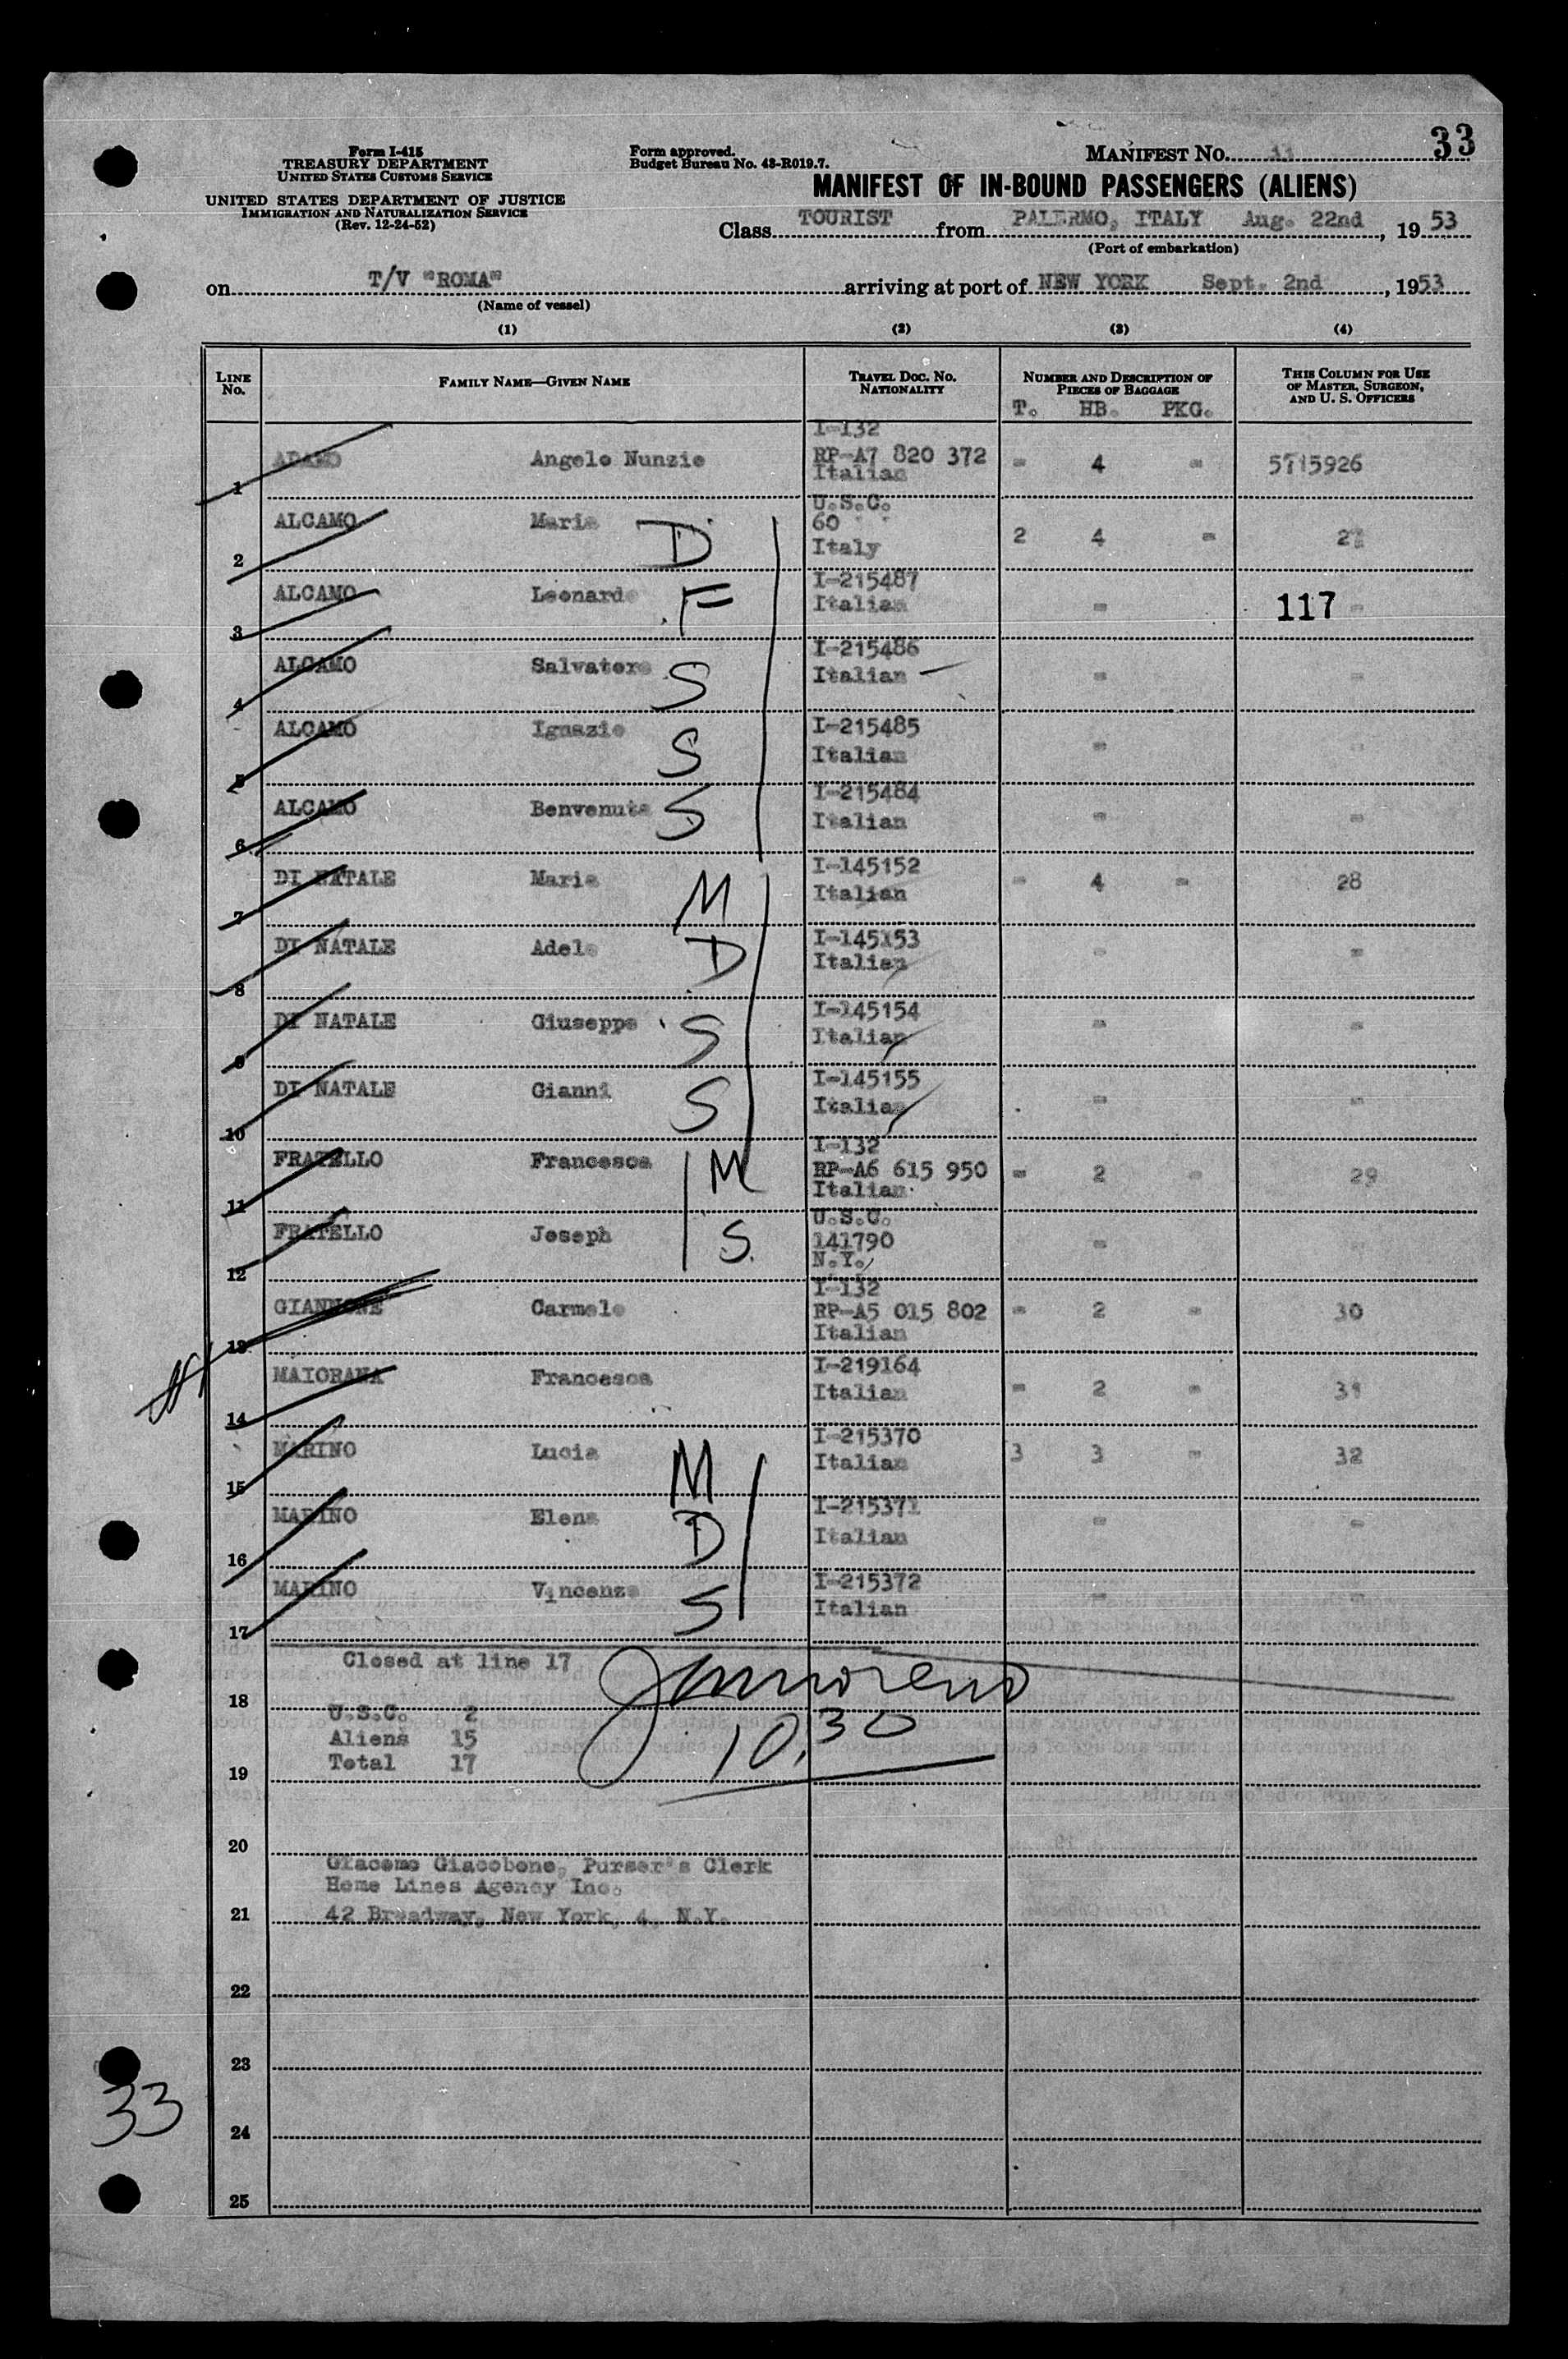 Form I-415
TREASURY DEPARTMENT
UNITED STATES CUSTOMS SERVICE
UNITED STATES DEPARTMENT OF JUSTICE
IMMIGRATION AND NATURALIZATION SERVICE
(Rev. 12-24-52)
Form approved.
Budget Bureau No. 43-R019.7.
MANIFEST NO. 33
MANIFEST OF IN-BOUND PASSENGERS (ALIENS)
Class TOURIST from PALERMO, ITALY Aug. 22nd, 1953
(Port of embarkation)
on T/V "ROMA" arriving at port of NEW YORK Sept. 2nd, 1953
(Name of vessel)
(1) (2) (3) (4)
LINE NO. FAMILY NAME—GIVEN NAME TRAVEL DOC. NO. NATIONALITY NUMBER AND DESCRIPTION OF PIECES OF BAGGAGE THIS COLUMN FOR USE OF MASTER, SURGEON, AND U. S. OFFICERS
T. HB. PKG.
I-132
1 ADAMO Angelo Nunzio RP-A7 820 372 - 4 - 5715926
Italian
U.S.C.
2 ALCAMO Maria D 60 2 4 - 27
Italy
3 ALCAMO Leonardo F I-215487 - 117 -
Italian
4 ALCAMO Salvatore S I-215486 - -
Italian
5 ALCAMO Ignazio S I-215485 - -
Italian
6 ALCAMO Benvenuta S I-215484 - -
Italian
7 DI NATALE Maria M I-145152 - 4 - 28
Italian
8 DI NATALE Adele D I-145153 - -
Italian
9 DI NATALE Giuseppe S I-145154 - -
Italian
10 DI NATALE Gianni S I-145155 - -
Italian
I-132
11 FRATELLO Francesca M RP-A6 615 950 - 2 - 29
Italian
U.S.C.
12 FRATELLO Joseph S. 141790 - -
N.Y.
I-132
13 GIANNONE Carmelo RP-A5 015 802 - 2 - 30
Italian
14 MAIORANA Francesca I-219164 - 2 - 31
Italian
15 MARINO Lucia M I-215370 3 3 - 32
Italian
16 MARINO Elena D I-215371 - -
Italian
17 MARINO Vincenzo S I-215372 - -
Italian
Closed at line 17
18
U.S.C. 2
Aliens 15
Total 17
10.30
19
20
Giacomo Giacobone, Purser's Clerk
Home Lines Agency Inc.
21 42 Broadway, New York, 4, N.Y.
22
23
33
24
25